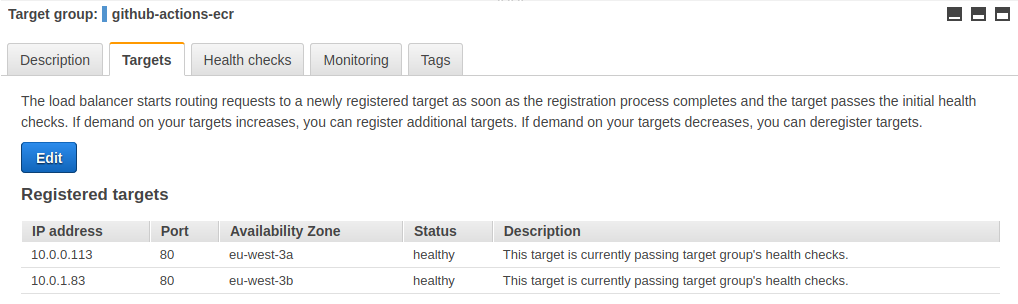 Target group: github-actions-ecr
Description Targets Health checks Monitoring Tags
The load balancer starts routing requests to a newly registered target as soon as the registration process completes and the target passes the initial health
checks. If demand on your targets increases, you can register additional targets. If demand on your targets decreases, you can deregister targets.
Edit
Registered targets
IP address Port Availability Zone Status Description
10.0.0.113 80 eu-west-3a healthy This target is currently passing target group's health checks.
10.0.1.83 80 eu-west-3b healthy This target is currently passing target group's health checks.